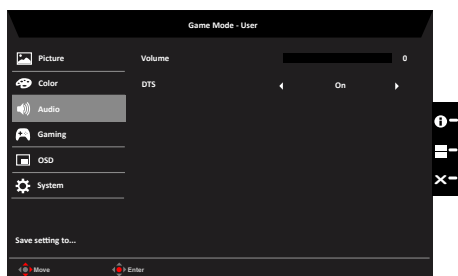 Game Mode - User
Picture
Volume 0
Color
DTS On
Audio
Gaming
OSD
System
Save setting to...
Move Enter